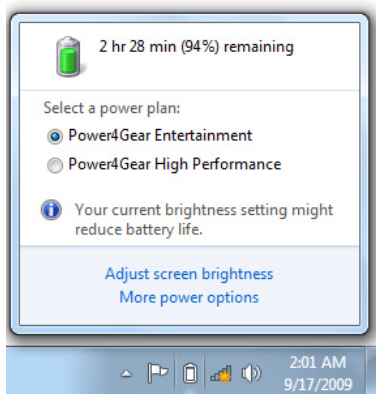 2 hr 28 min (94%) remaining
Select a power plan:
Power4Gear Entertainment
Power4Gear High Performance
Your current brightness setting might
reduce battery life.
Adjust screen brightness
More power options
2:01 AM
9/17/2009